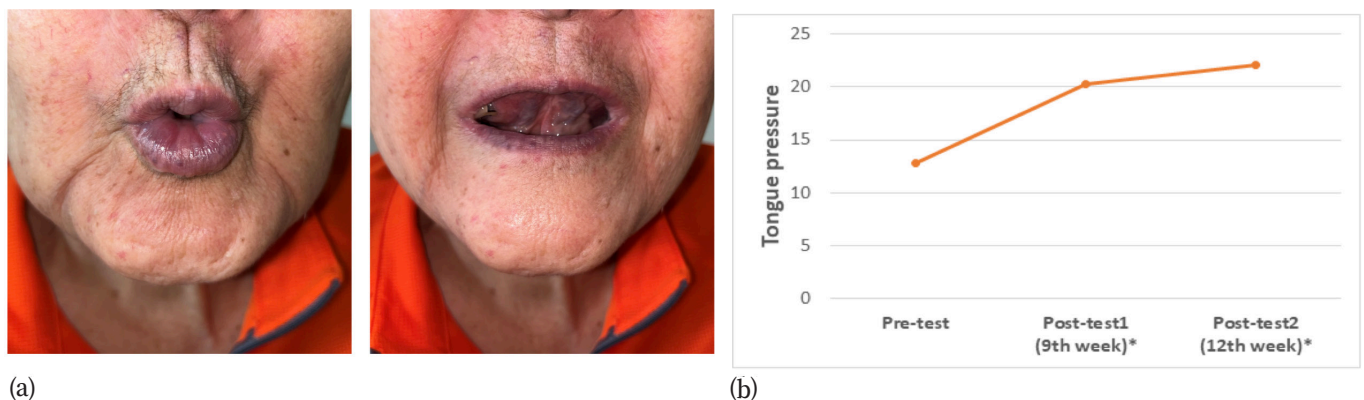 25
20
15
10
5
0
Tongue pressure
Pre-test
Post-test1
(9th week)*
Post-test2
(12th week)*
(a)
(b)